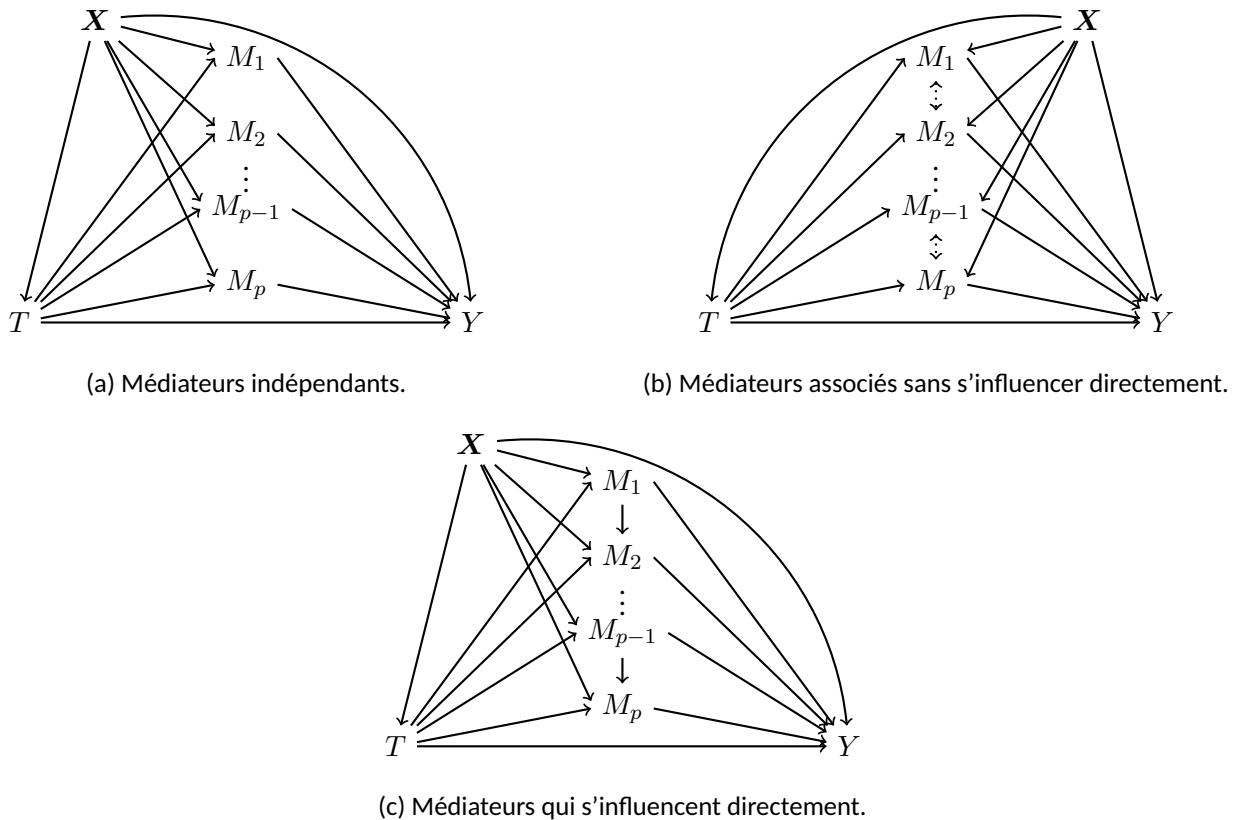 X
M₁
M₂
⋮
Mₚ₋₁
Mₚ
T
Y
(a) Médiateurs indépendants.
X
M₁
M₂
⋮
Mₚ₋₁
Mₚ
T
Y
(b) Médiateurs associés sans s’influencer directement.
X
M₁
M₂
⋮
Mₚ₋₁
Mₚ
T
Y
(c) Médiateurs qui s’influencent directement.